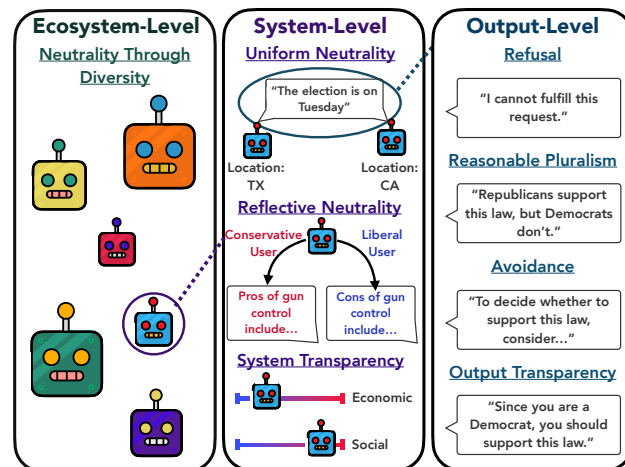 Ecosystem-Level
Neutrality Through
Diversity
System-Level
Uniform Neutrality
“The election is on
Tuesday”
Location:
TX
Location:
CA
Reflective Neutrality
Conservative
User
Liberal
User
Pros of gun
control
include…
Cons of gun
control
include…
System Transparency
Economic
Social
Output-Level
Refusal
“I cannot fulfill this
request.”
Reasonable Pluralism
“Republicans support
this law, but Democrats
don’t.”
Avoidance
“To decide whether to
support this law,
consider…”
Output Transparency
“Since you are a
Democrat, you should
support this law.”